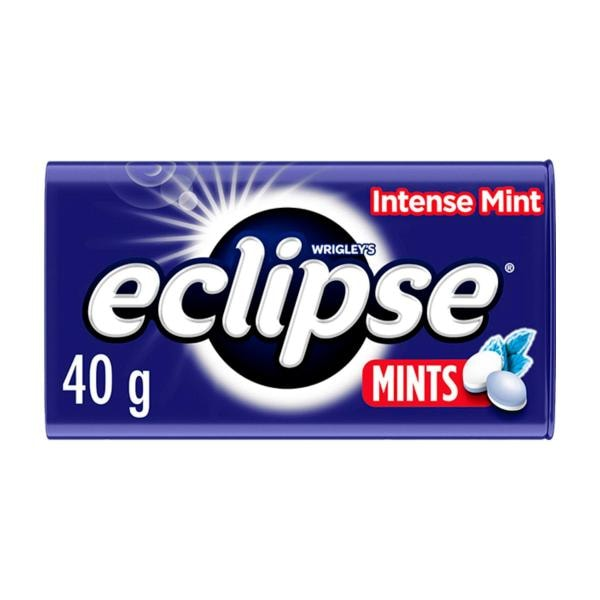 Intense Mint
WRIGLEY'S
eclipse®
40 g
MINTS